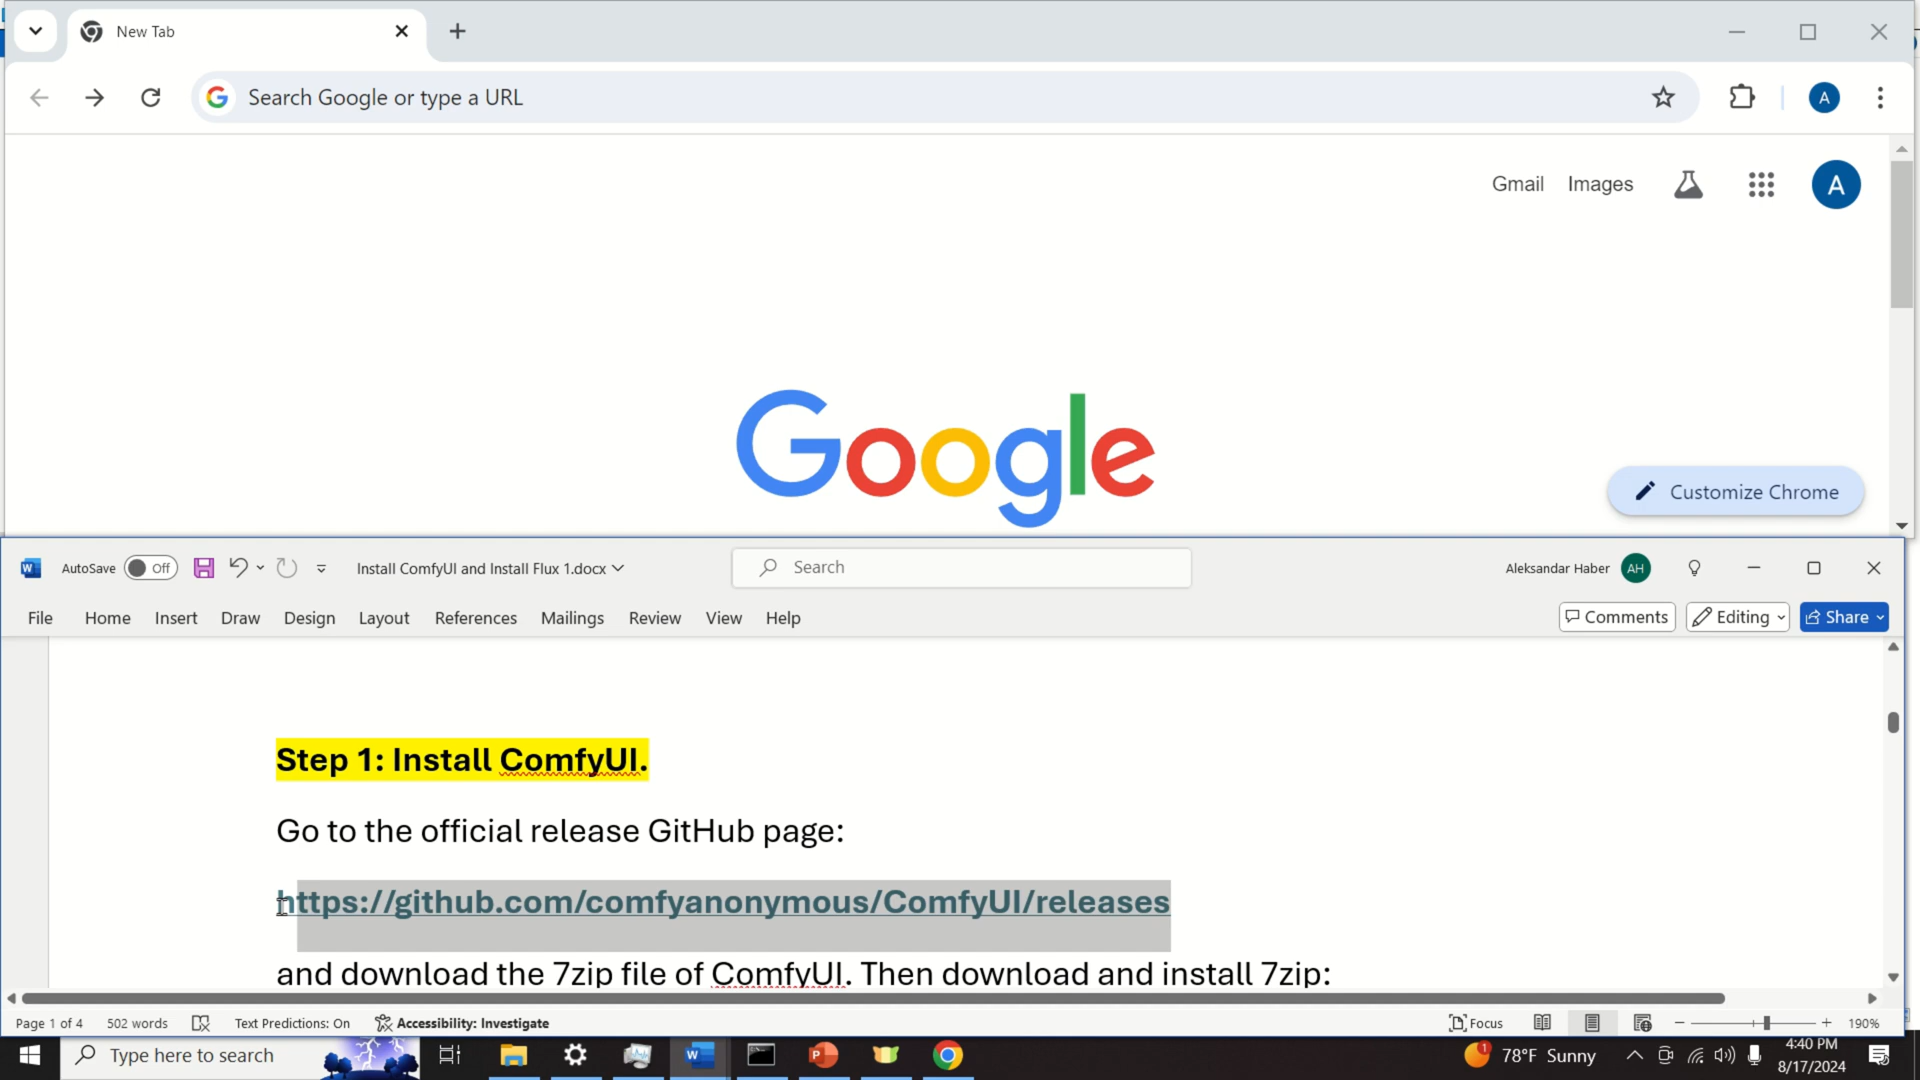 New Tab
Search Google or type a URL
A
Gmail
Images
A
Google
Customize Chrome
W
AutoSave
Off
Install ComfyUI and Install Flux 1.docx
Search
Aleksandar Haber
AH
File
Home
Insert
Draw
Design
Layout
References
Mailings
Review
View
Help
Comments
Editing
Share
Step 1: Install ComfyUI.
Go to the official release GitHub page:
https://github.com/comfyanonymous/ComfyUI/releases
and download the 7zip file of ComfyUI. Then download and install 7zip:
Page 1 of 4
502 words
Text Predictions: On
Accessibility: Investigate
Focus
190%
Type here to search
W
P
1
78°F Sunny
4:40 PM
8/17/2024